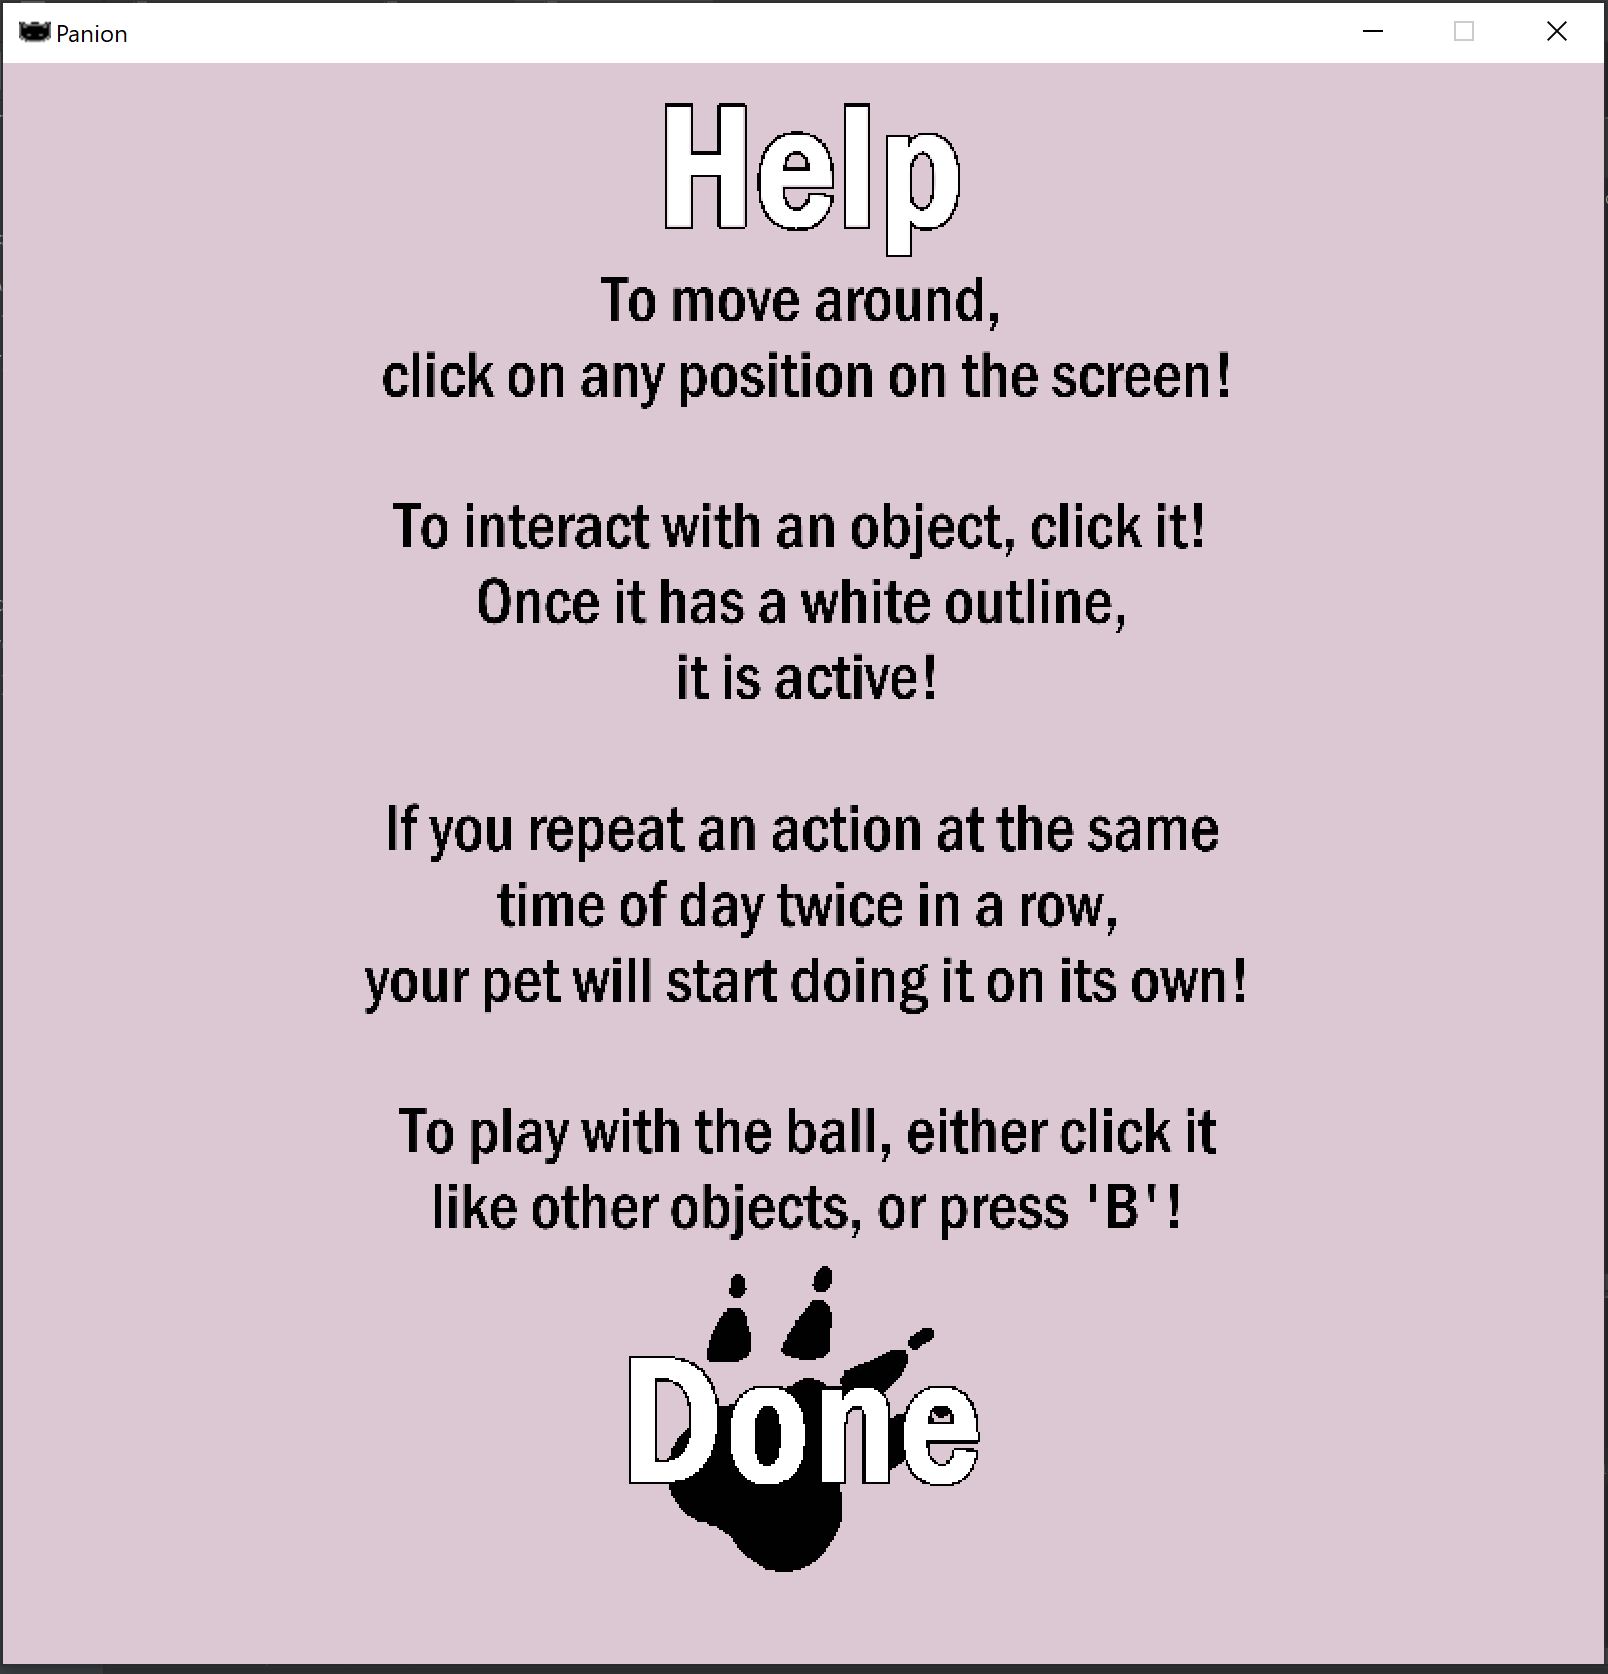 Panion
Help
To move around,
click on any position on the screen!
To interact with an object, click it!
Once it has a white outline,
it is active!
If you repeat an action at the same
time of day twice in a row,
your pet will start doing it on its own!
To play with the ball, either click it
like other objects, or press 'B'!
Done